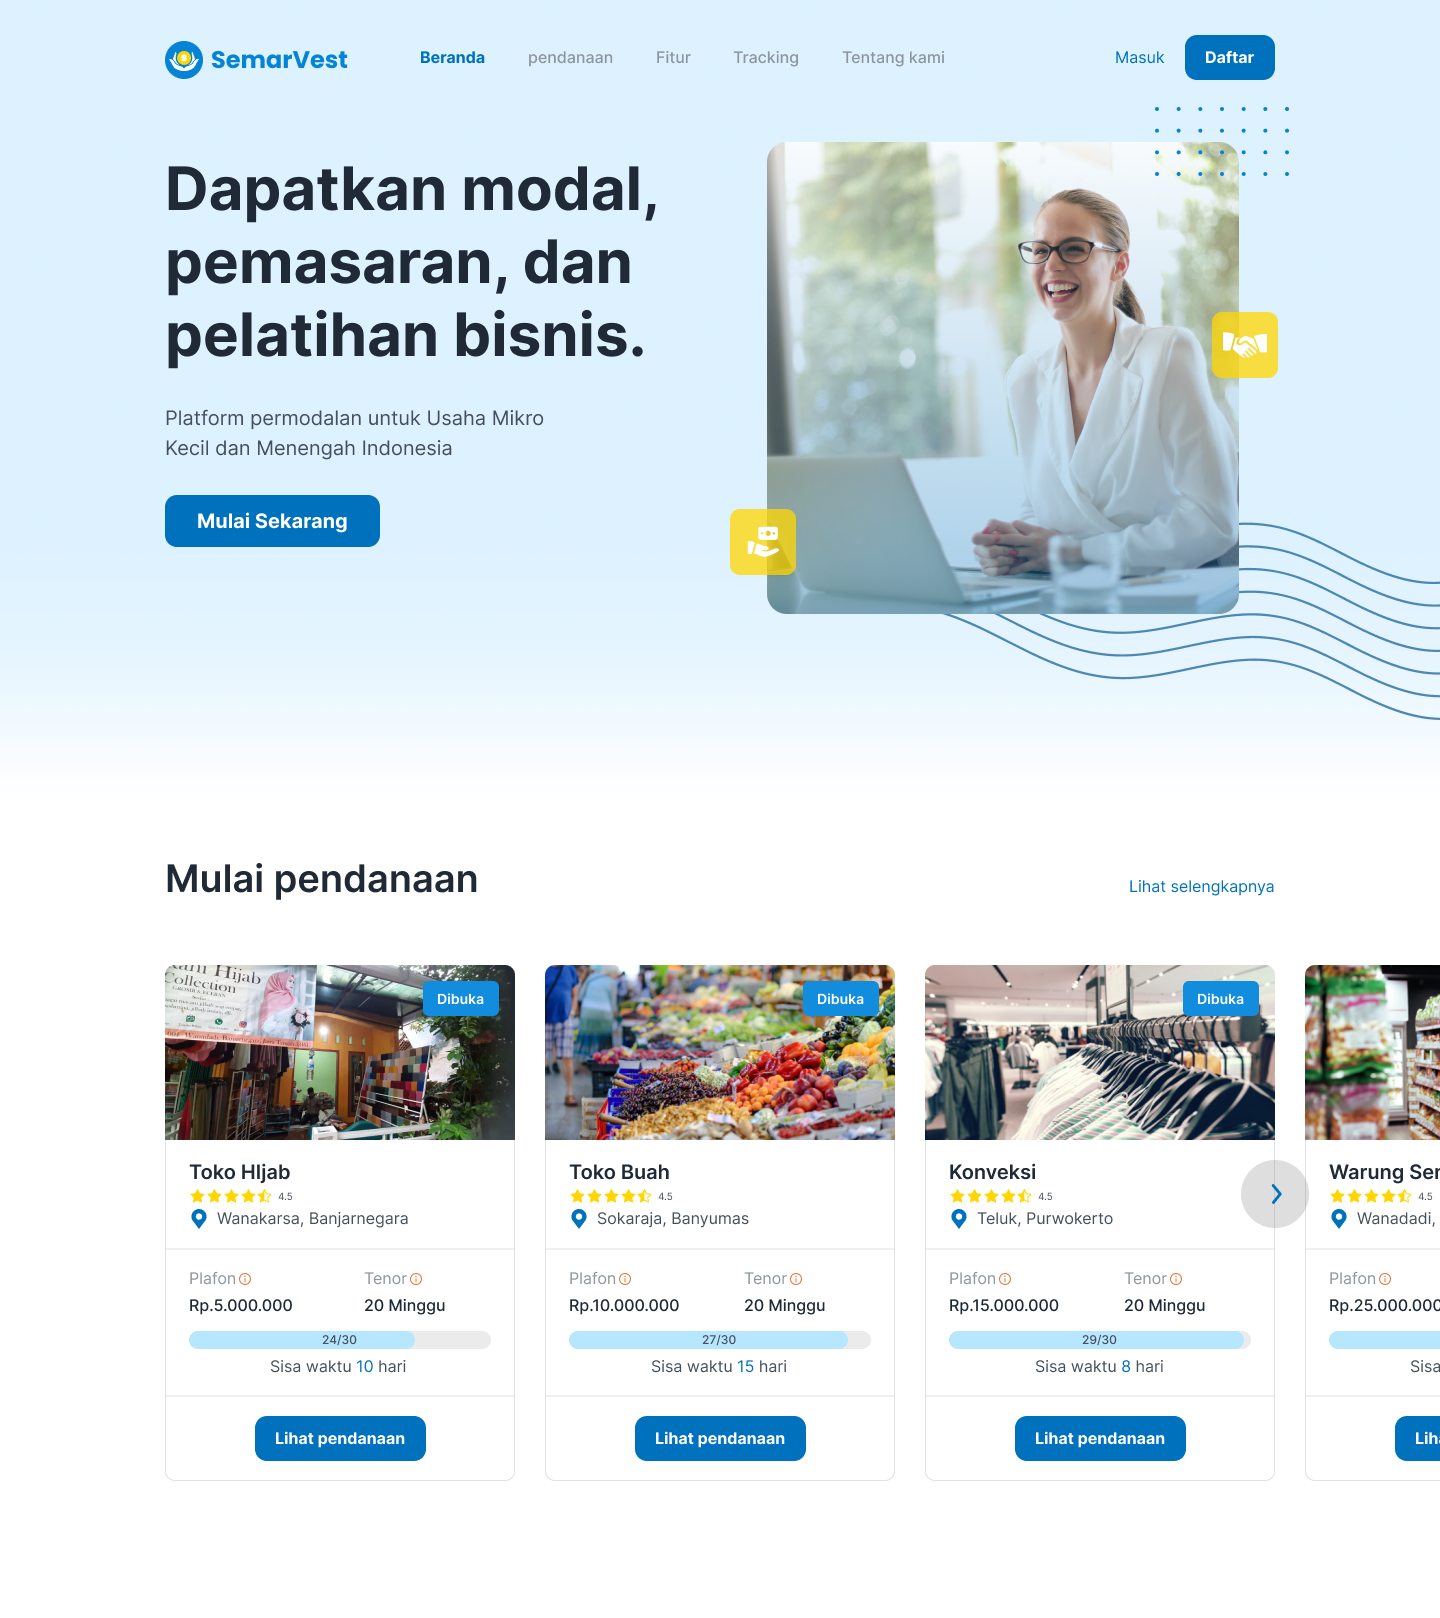 SemarVest
Beranda
pendanaan
Fitur
Tracking
Tentang kami
Masuk
Daftar
Dapatkan modal,
pemasaran, dan
pelatihan bisnis.
Platform permodalan untuk Usaha Mikro
Kecil dan Menengah Indonesia
Mulai Sekarang
Mulai pendanaan
Lihat selengkapnya
Hijab
Collection
GROSIR & ECERAN
Dibuka
Toko HIjab
4.5
Wanakarsa, Banjarnegara
Plafon
Tenor
Rp.5.000.000
20 Minggu
24/30
Sisa waktu 10 hari
Lihat pendanaan
Dibuka
Toko Buah
4.5
Sokaraja, Banyumas
Plafon
Tenor
Rp.10.000.000
20 Minggu
27/30
Sisa waktu 15 hari
Lihat pendanaan
Dibuka
Konveksi
4.5
Teluk, Purwokerto
Plafon
Tenor
Rp.15.000.000
20 Minggu
29/30
Sisa waktu 8 hari
Lihat pendanaan
Warung
4.5
Wanadadi,
Plafon
Rp.25.000.000
Sisa